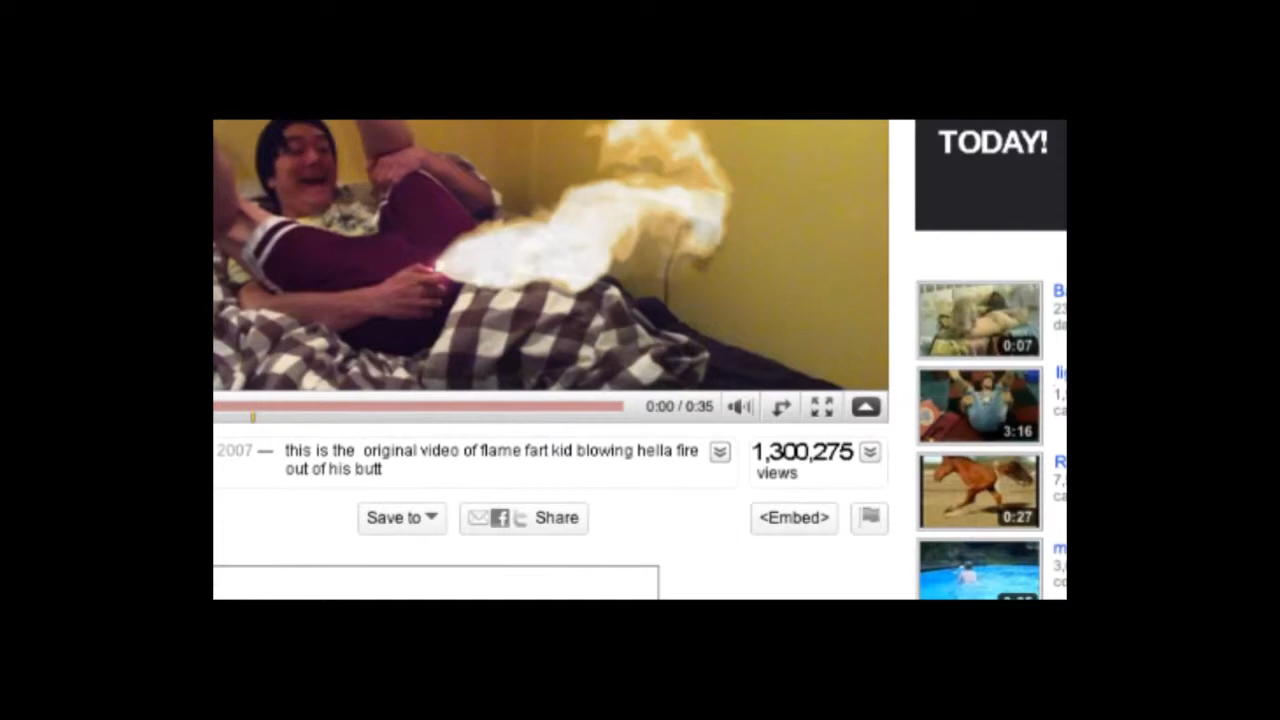 TODAY!
0:07
3:16
0:27
0:00 / 0:35
2007 — this is the original video of flame fart kid blowing hella fire
out of his butt
1,300,275
views
Save to
Share
<Embed>